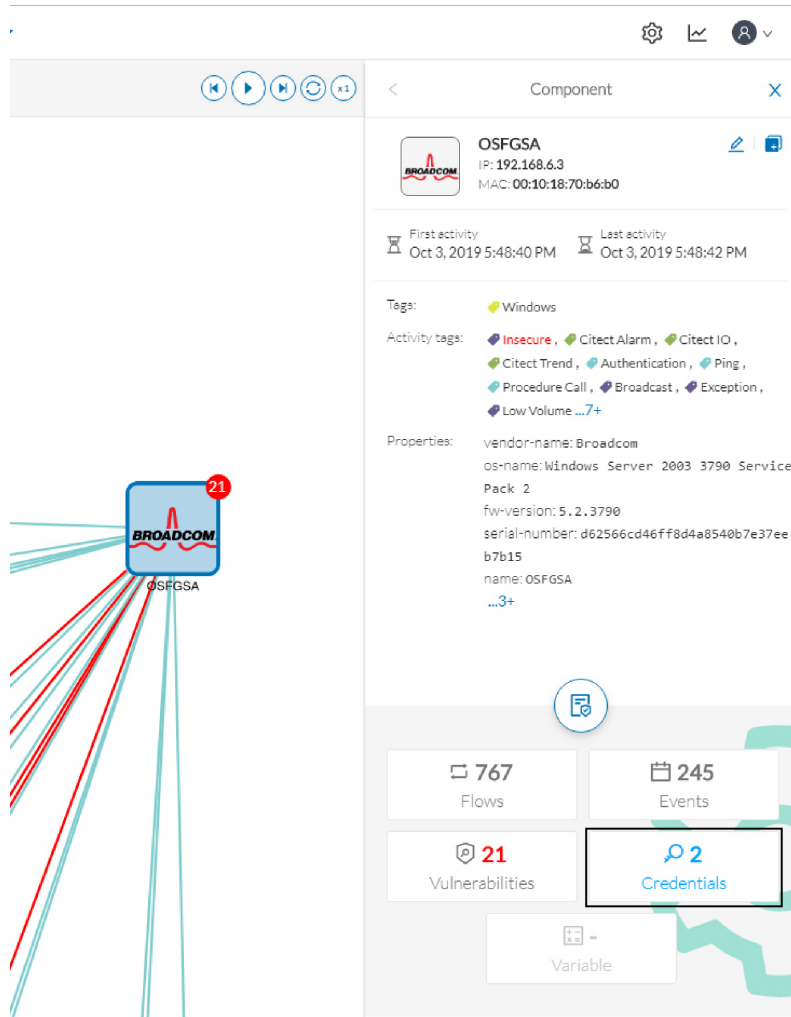 x1
Component
BROADCOM
OSFGSA
IP: 192.168.6.3
MAC: 00:10:18:70:b6:b0
First activity
Oct 3, 2019 5:48:40 PM
Last activity
Oct 3, 2019 5:48:42 PM
Tags:
Windows
Activity tags:
Insecure , Citect Alarm , Citect IO ,
Citect Trend , Authentication , Ping ,
Procedure Call , Broadcast , Exception ,
Low Volume ...7+
Properties:
vendor-name: Broadcom
os-name: Windows Server 2003 3790 Service
Pack 2
fw-version: 5.2.3790
serial-number: d62566cd46ff8d4a8540b7e37ee
b7b15
name: OSFGSA
...3+
21
BROADCOM
OSFGSA
767
Flows
245
Events
21
Vulnerabilities
2
Credentials
-
Variable